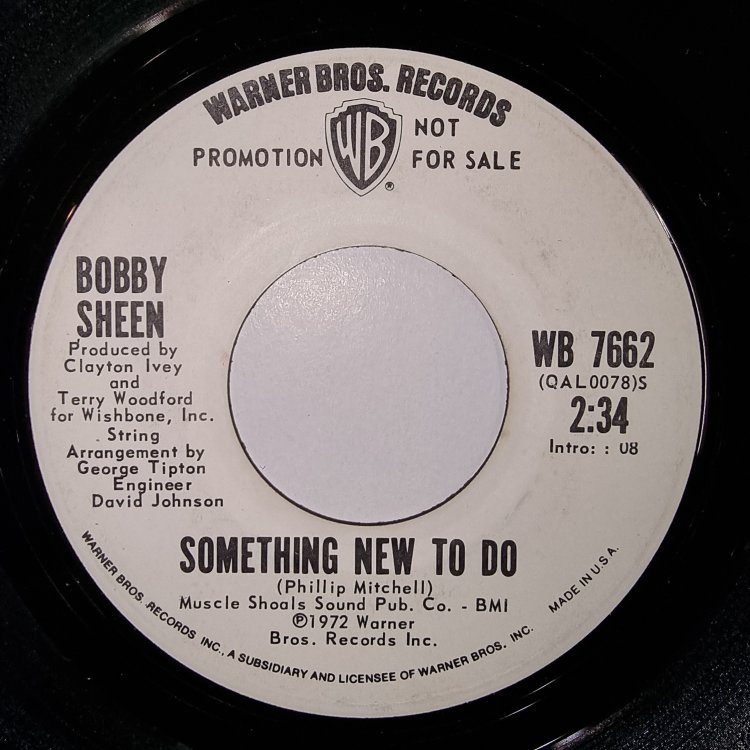 WARNER BROS. RECORDS
WB
®
PROMOTION NOT
FOR SALE
BOBBY
SHEEN
Produced by
Clayton Ivey
and
Terry Woodford
for Wishbone, Inc.
String
Arrangement by
George Tipton
Engineer
David Johnson
WB 7662
(QAL0078)S
2:34
Intro: : 08
SOMETHING NEW TO DO
(Phillip Mitchell)
Muscle Shoals Sound Pub. Co. - BMI
℗1972 Warner
Bros. Records Inc.
WARNER BROS. RECORDS INC., A SUBSIDIARY AND LICENSEE OF WARNER BROS. INC.
MADE IN U.S.A.